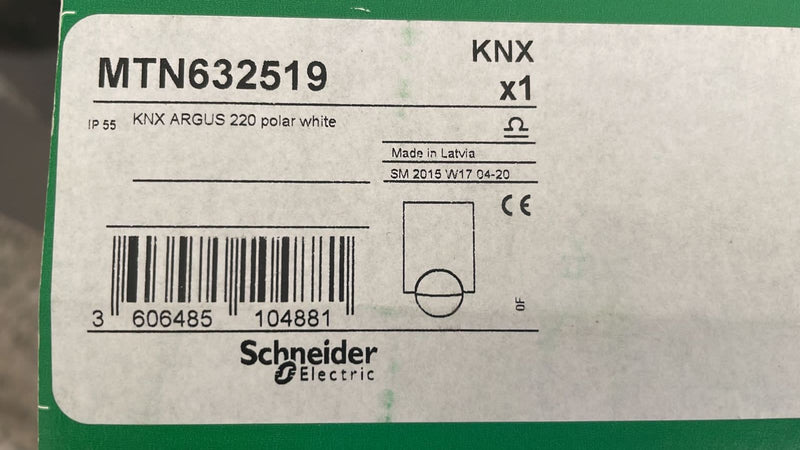 MTN632519
KNX
x1
IP 55 KNX ARGUS 220 polar white
Made in Latvia
SM 2015 W17 04-20
CE
0F
3 606485 104881
Schneider
Electric